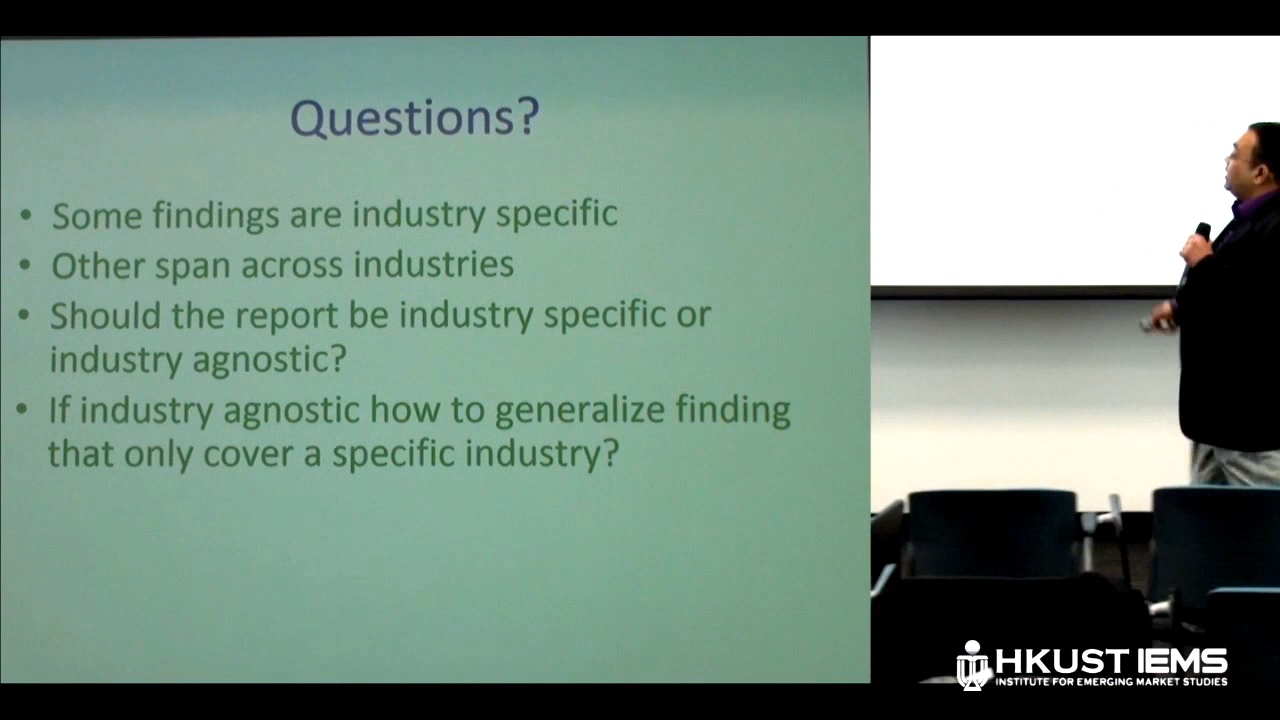 Questions?
• Some findings are industry specific
• Other span across industries
• Should the report be industry specific or
industry agnostic?
• If industry agnostic how to generalize finding
that only cover a specific industry?
HKUST IEMS
INSTITUTE FOR EMERGING MARKET STUDIES